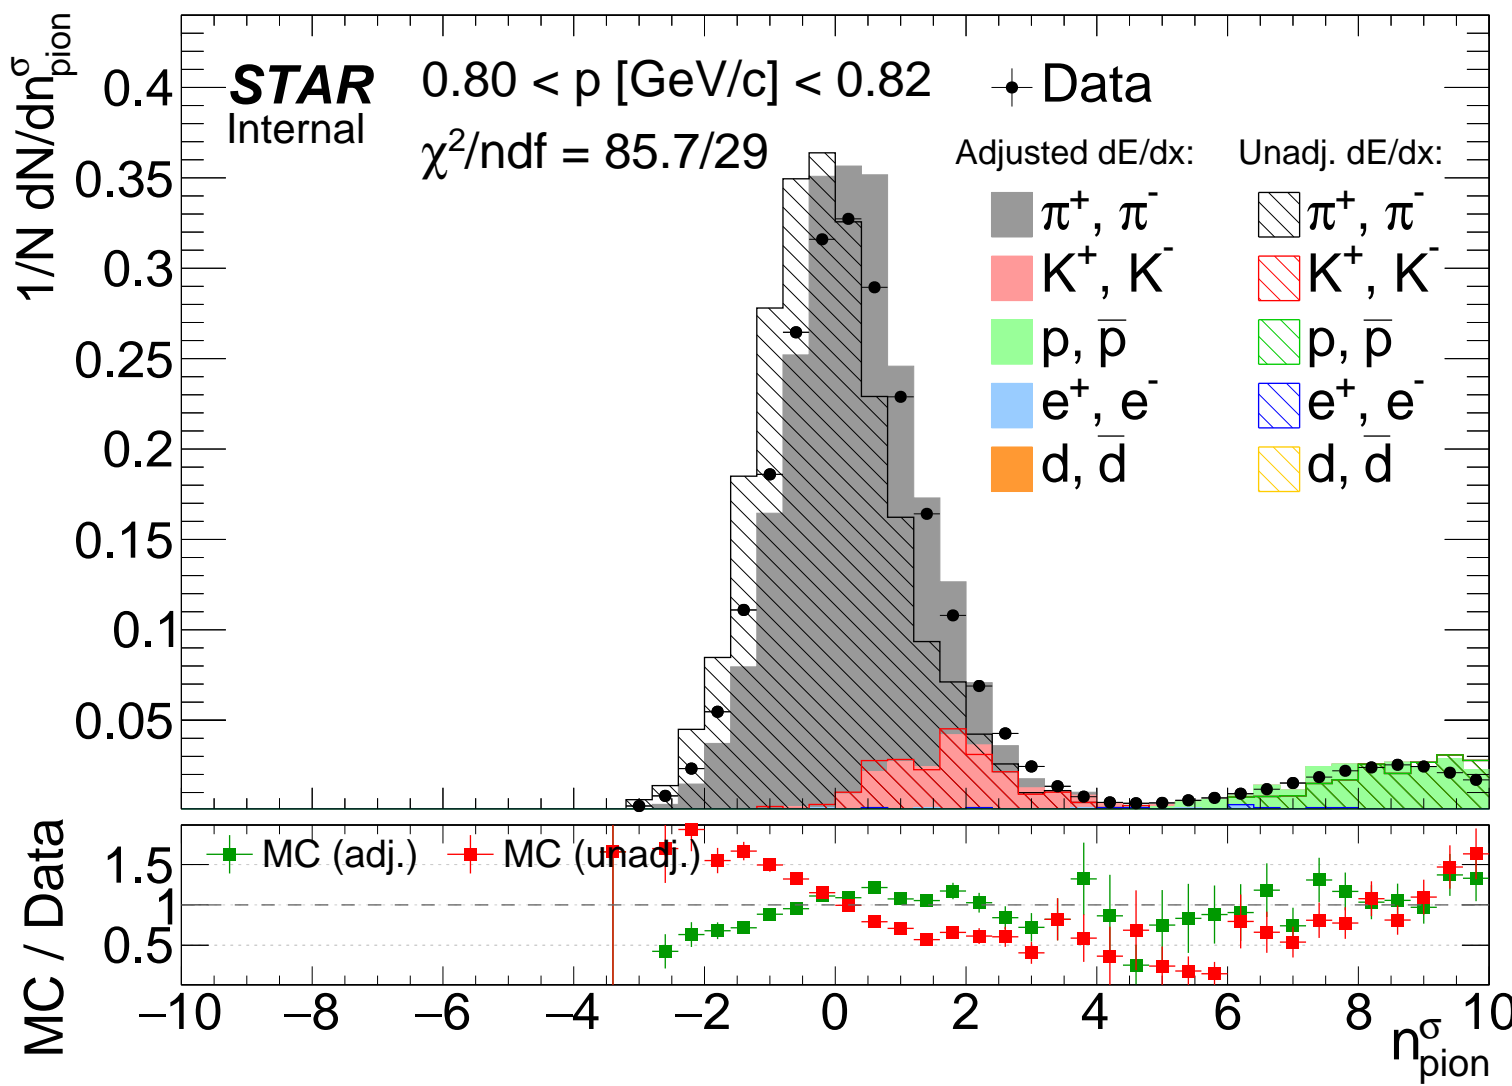 1/N dN/dn^σ_pion
STAR
Internal
0.80 < p [GeV/c] < 0.82
χ²/ndf = 85.7/29
Data
Adjusted dE/dx:
Unadj. dE/dx:
π⁺, π⁻
π⁺, π⁻
K⁺, K⁻
K⁺, K⁻
p, p̅
p, p̅
e⁺, e⁻
e⁺, e⁻
d, d̅
d, d̅
0.4
0.35
0.3
0.25
0.2
0.15
0.1
0.05
MC / Data
MC (adj.)
MC (unadj.)
1.5
1
0.5
−10 −8 −6 −4 −2 0 2 4 6 8 10
n^σ_pion